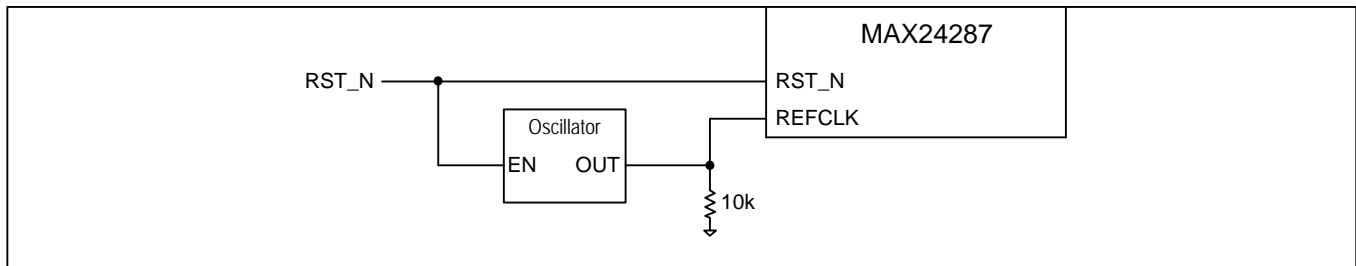 MAX24287
RST_N
RST_N
REFCLK
Oscillator
EN
OUT
10k